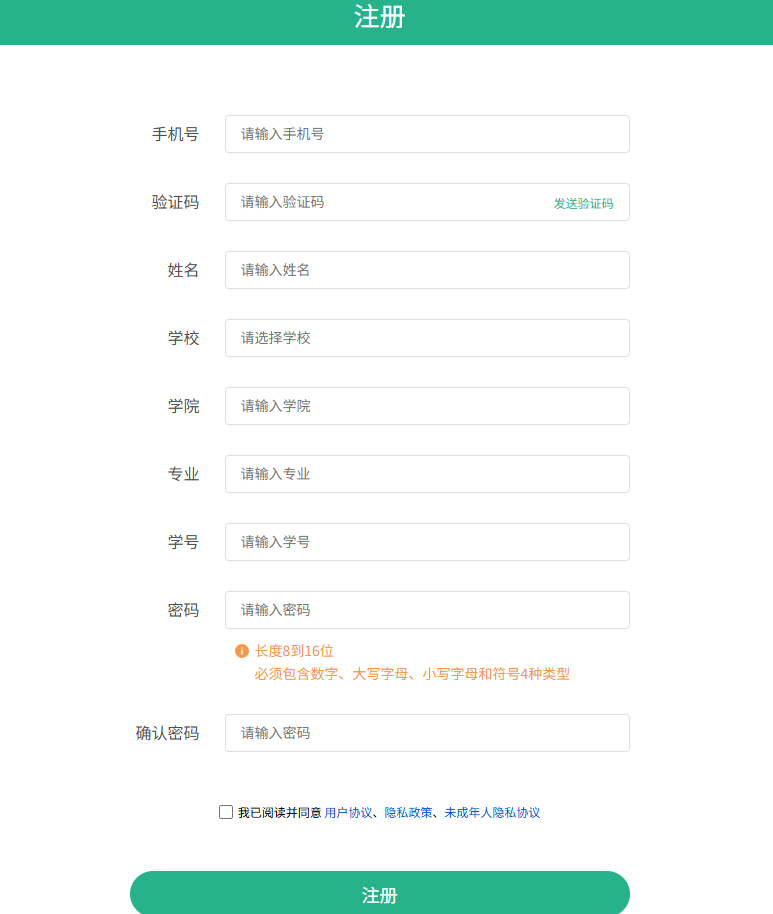 注册
手机号 请输入手机号
验证码 请输入验证码 发送验证码
姓名 请输入姓名
学校 请选择学校
学院 请输入学院
专业 请输入专业
学号 请输入学号
密码 请输入密码
长度8到16位
必须包含数字、大写字母、小写字母和符号4种类型
确认密码 请输入密码
我已阅读并同意 用户协议、隐私政策、未成年人隐私协议
注册